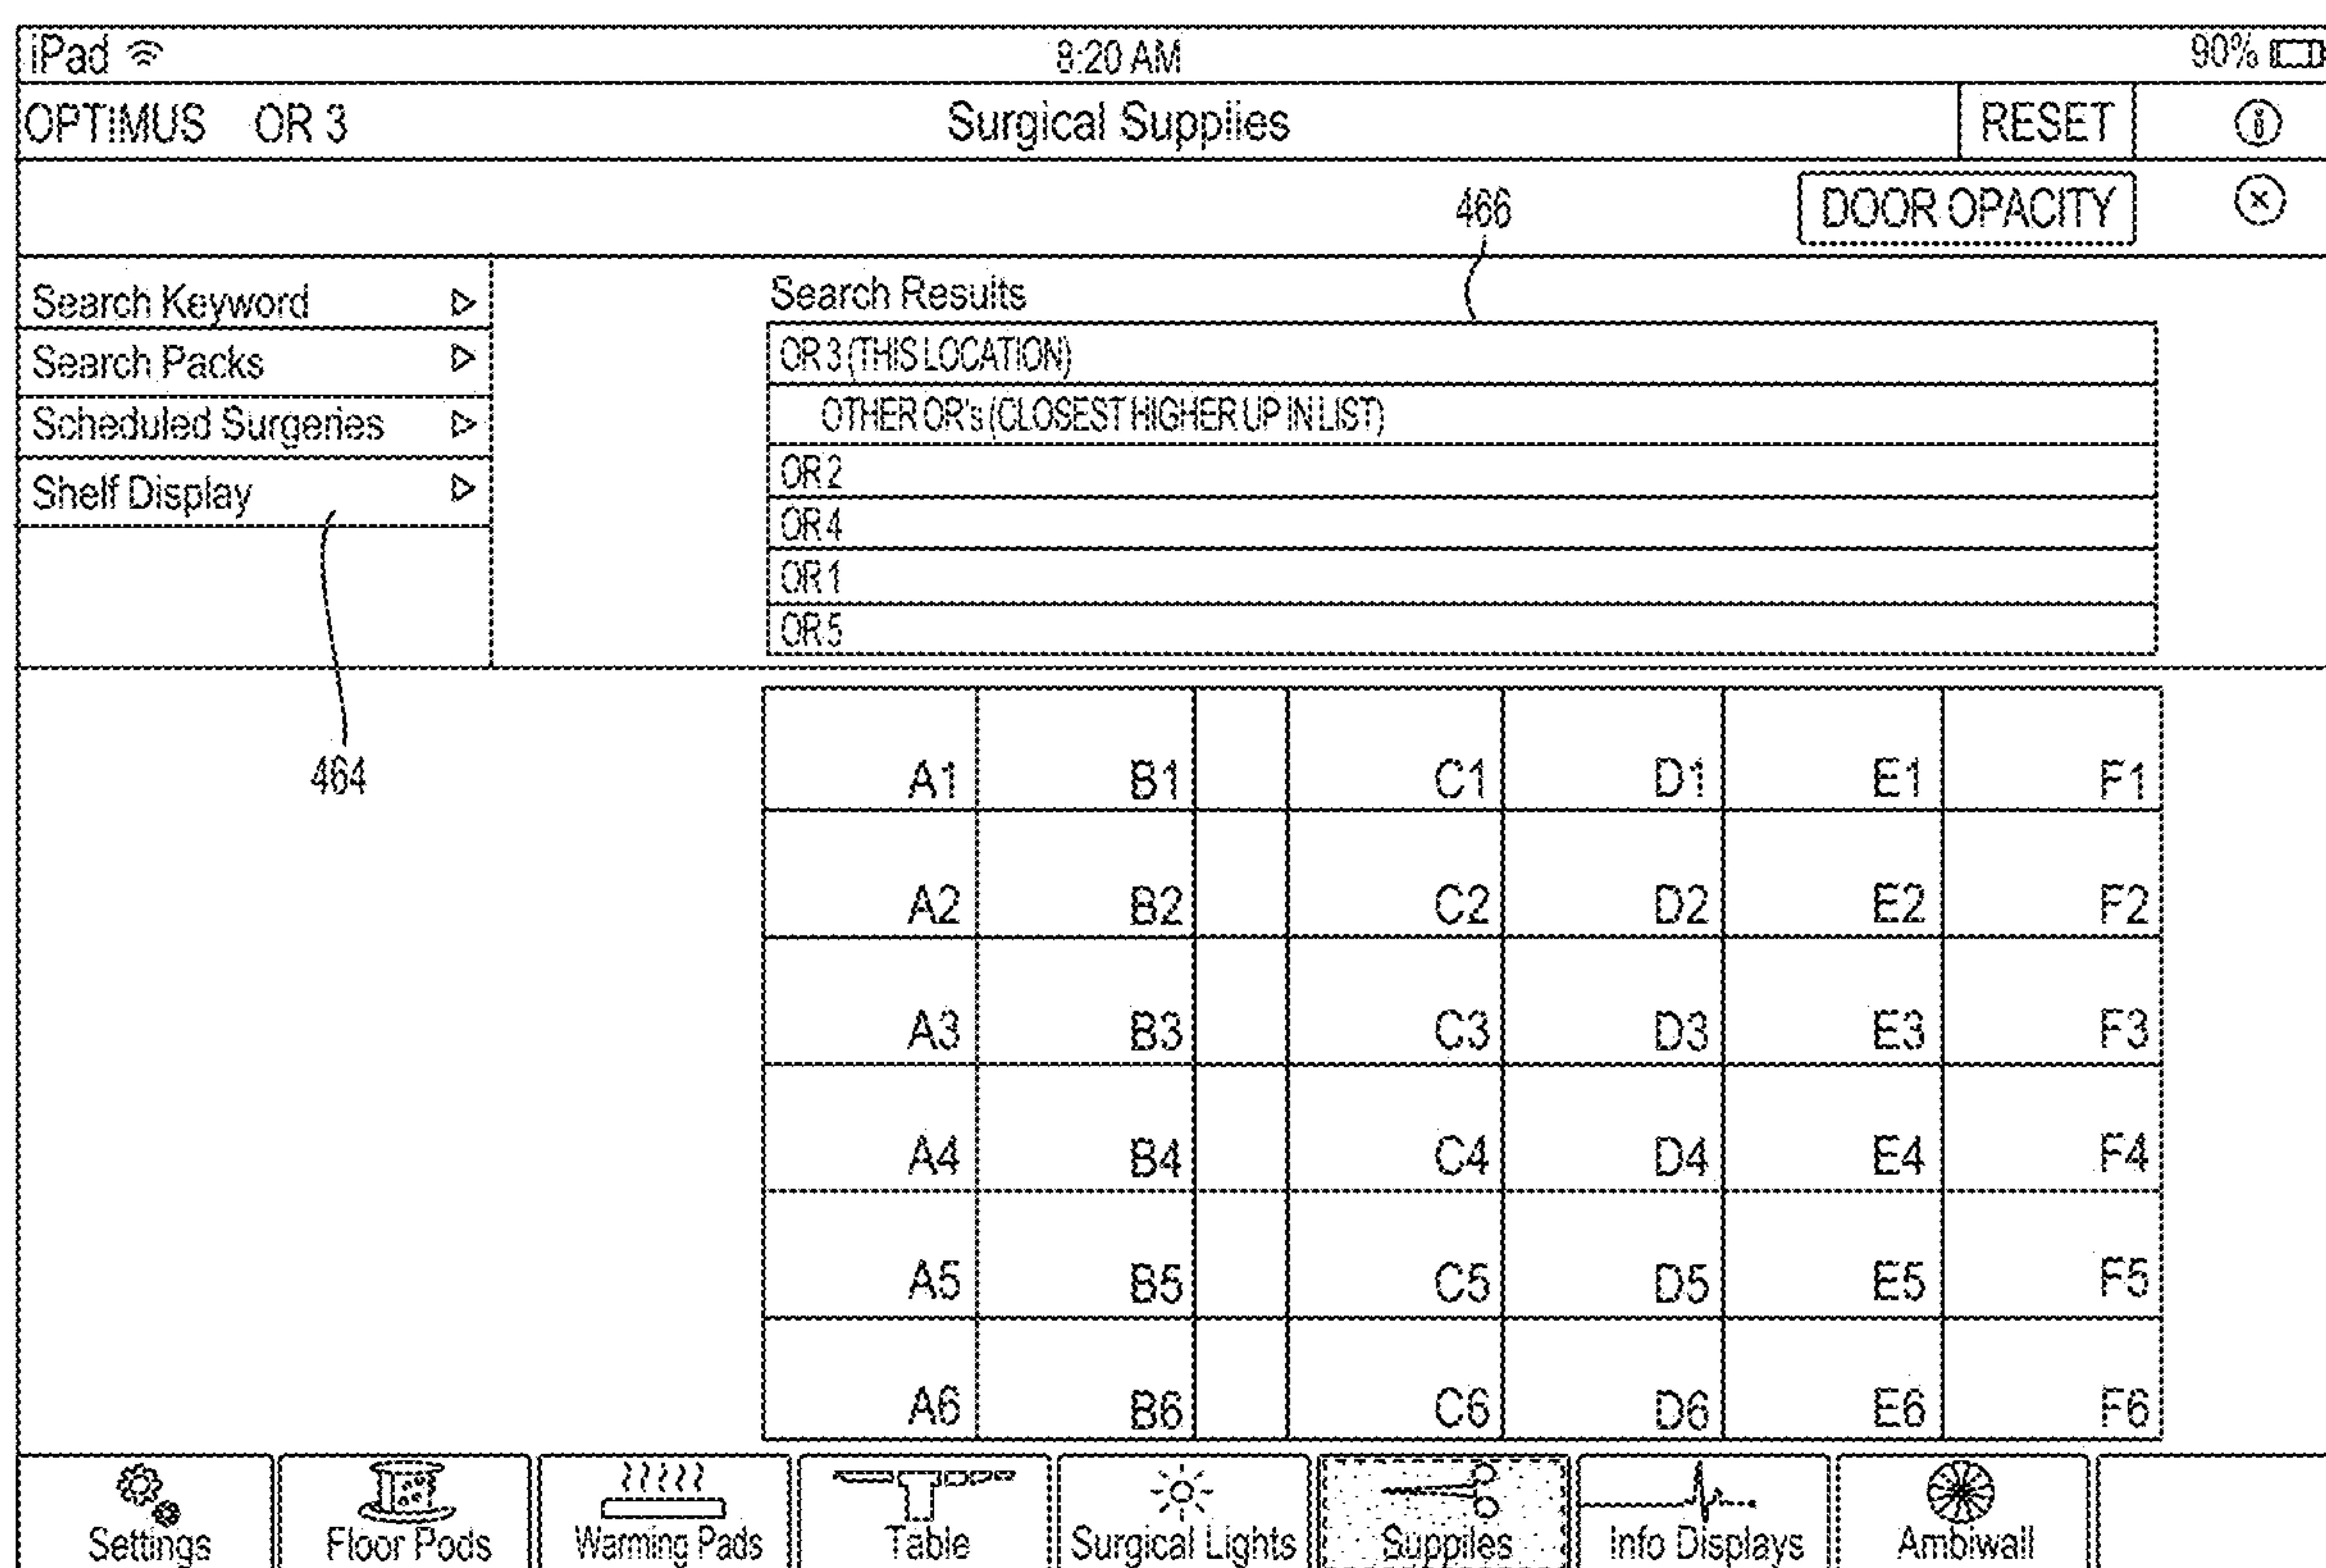 iPad 8:20 AM 90%
OPTIMUS OR 3 Surgical Supplies RESET i
466 DOOR OPACITY
Search Keyword
Search Packs
Scheduled Surgeries
Shelf Display
464
Search Results
OR 3 (THIS LOCATION)
OTHER OR's (CLOSEST HIGHER UP IN LIST)
OR 2
OR 4
OR 1
OR 5
A1 B1 C1 D1 E1 F1
A2 B2 C2 D2 E2 F2
A3 B3 C3 D3 E3 F3
A4 B4 C4 D4 E4 F4
A5 B5 C5 D5 E5 F5
A6 B6 C6 D6 E6 F6
Settings Floor Pods Warming Pads Table Surgical Lights Supplies Info Displays Ambiwall